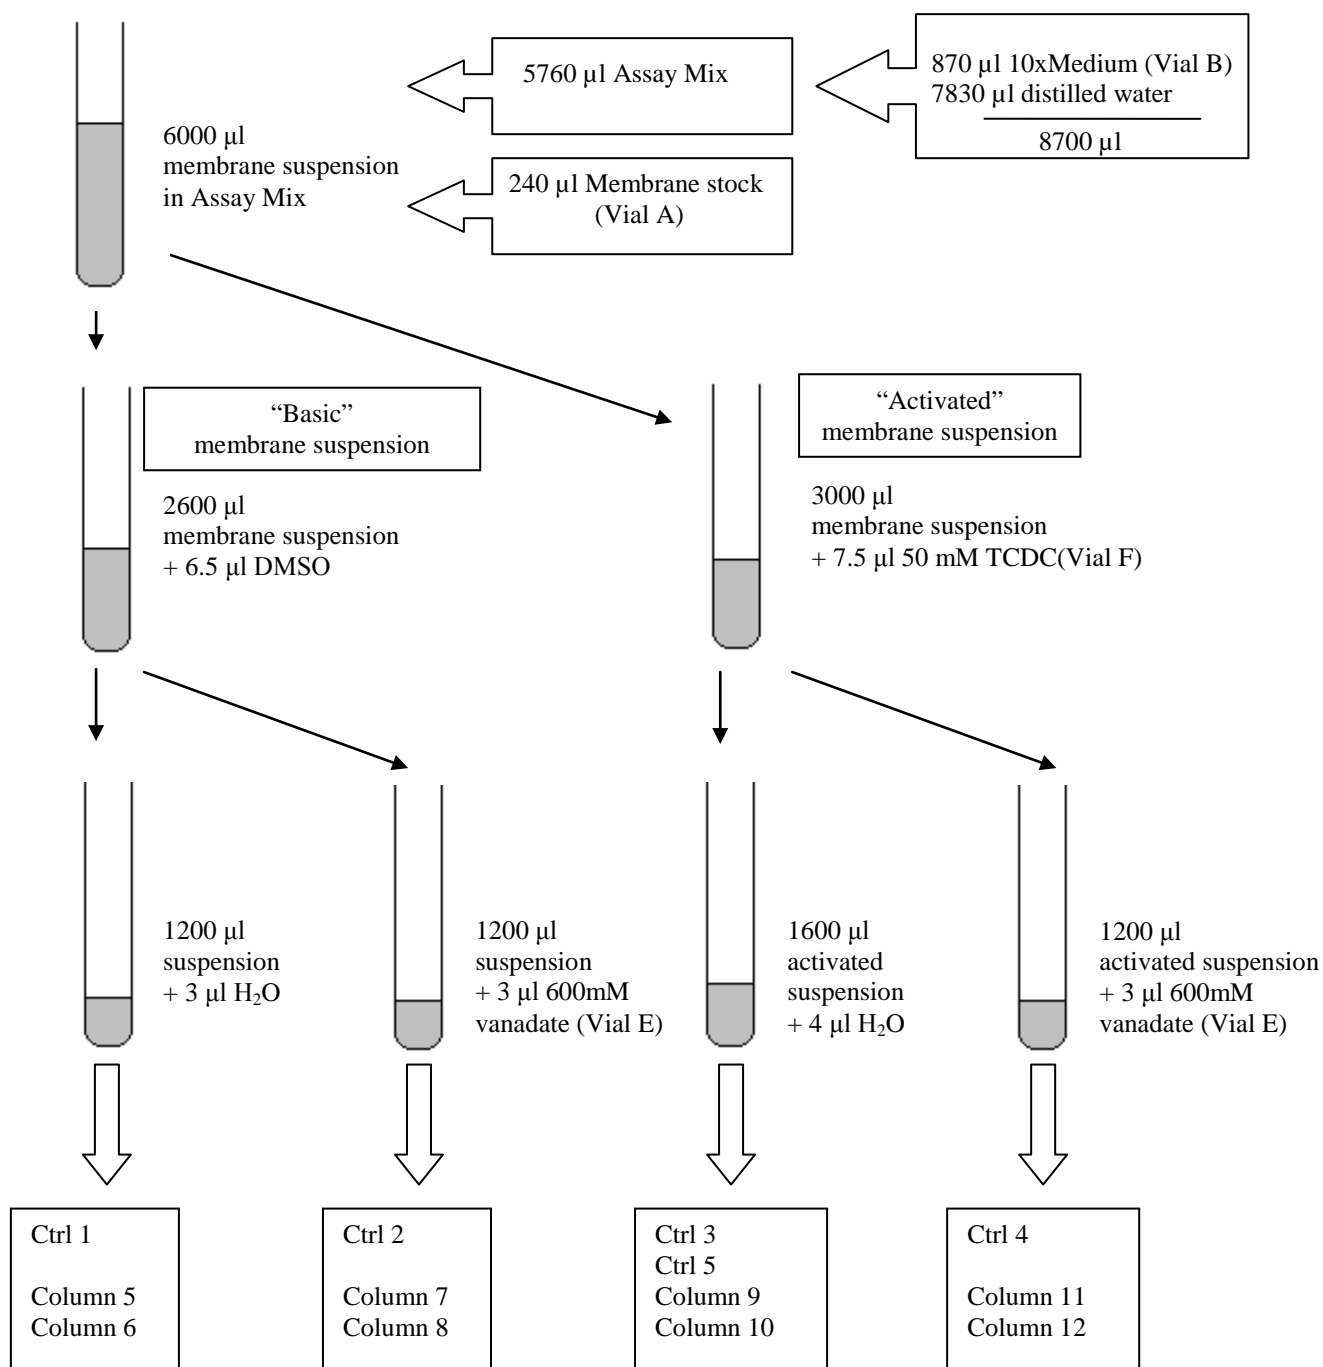 5760 µl Assay Mix
870 µl 10xMedium (Vial B)
7830 µl distilled water
8700 µl
6000 µl
membrane suspension
in Assay Mix
240 µl Membrane stock
(Vial A)
“Basic”
membrane suspension
“Activated”
membrane suspension
2600 µl
membrane suspension
+ 6.5 µl DMSO
3000 µl
membrane suspension
+ 7.5 µl 50 mM TCDC(Vial F)
1200 µl
suspension
+ 3 µl H₂O
1200 µl
suspension
+ 3 µl 600mM
vanadate (Vial E)
1600 µl
activated
suspension
+ 4 µl H₂O
1200 µl
activated suspension
+ 3 µl 600mM
vanadate (Vial E)
Ctrl 1
Column 5
Column 6
Ctrl 2
Column 7
Column 8
Ctrl 3
Ctrl 5
Column 9
Column 10
Ctrl 4
Column 11
Column 12